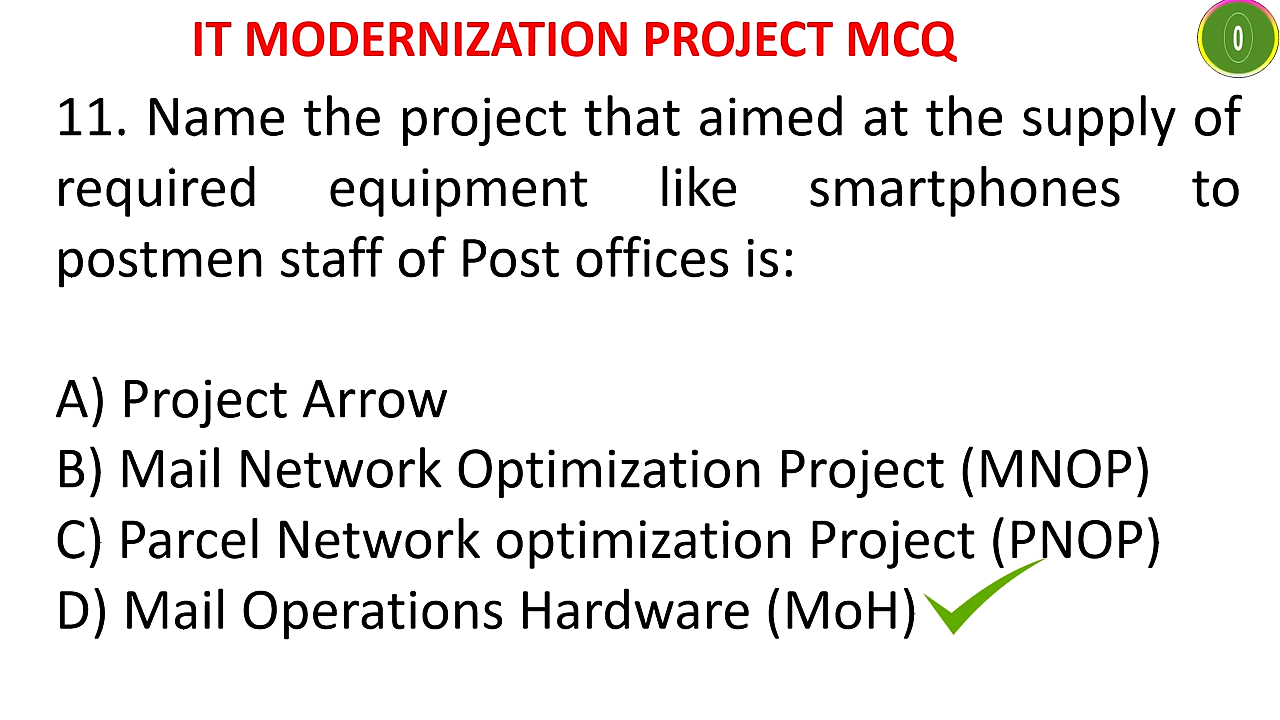 IT MODERNIZATION PROJECT MCQ
0
11. Name the project that aimed at the supply of
required equipment like smartphones to
postmen staff of Post offices is:
A) Project Arrow
B) Mail Network Optimization Project (MNOP)
C) Parcel Network optimization Project (PNOP)
D) Mail Operations Hardware (MoH)